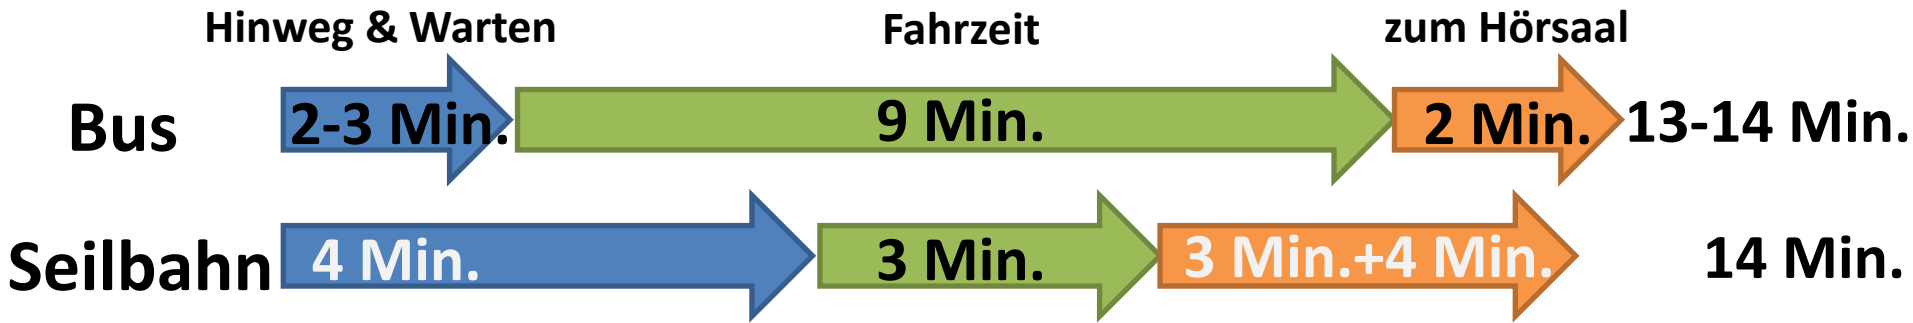 Hinweg & Warten Fahrzeit zum Hörsaal
Bus 2-3 Min. 9 Min. 2 Min. 13-14 Min.
Seilbahn 4 Min. 3 Min. 3 Min.+4 Min. 14 Min.